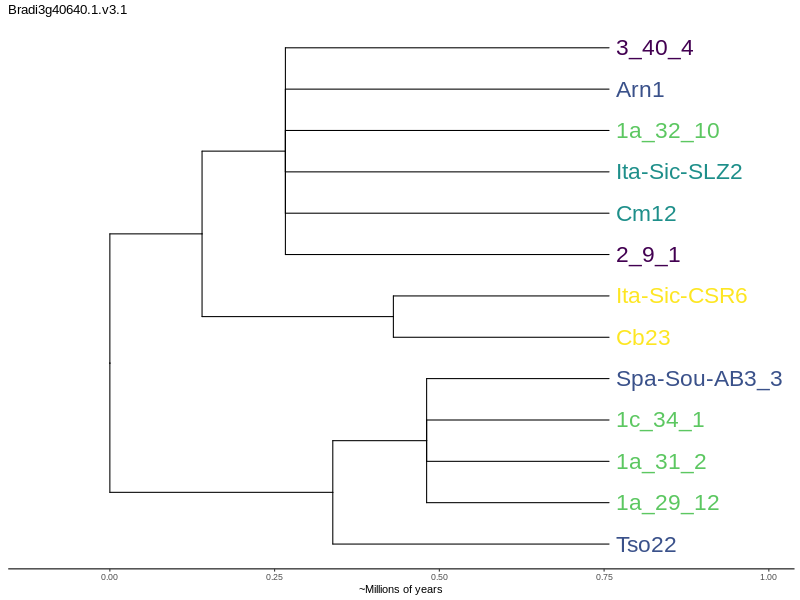 Bradi3g40640.1.v3.1
3_40_4
Arn1
1a_32_10
Ita-Sic-SLZ2
Cm12
2_9_1
Ita-Sic-CSR6
Cb23
Spa-Sou-AB3_3
1c_34_1
1a_31_2
1a_29_12
Tso22
0.00 0.25 0.50 0.75 1.00
~Millions of years